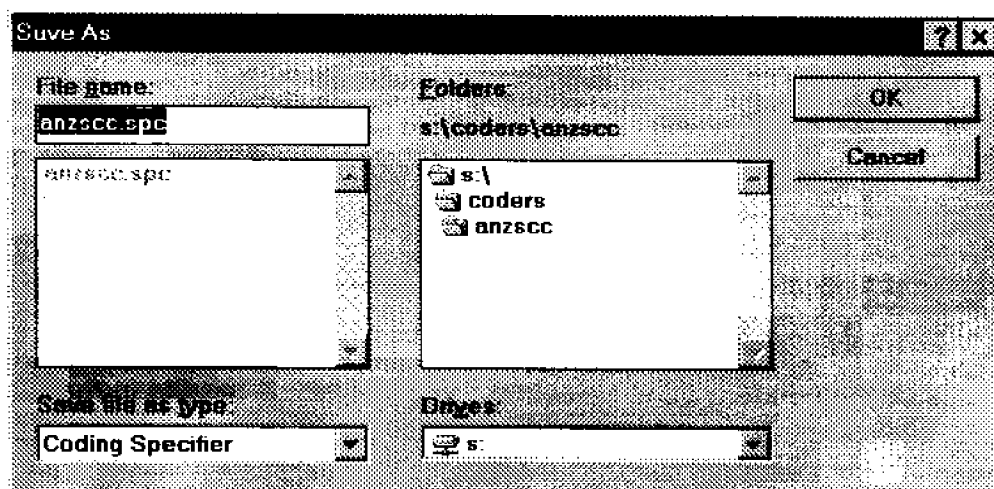 Save As
? x
File name:
anzscc.spc
anzscc.spc
Save file as type:
Coding Specifier
Folders:
s:\coders\anzscc
s:\
coders
anzscc
Drives:
s:
OK
Cancel